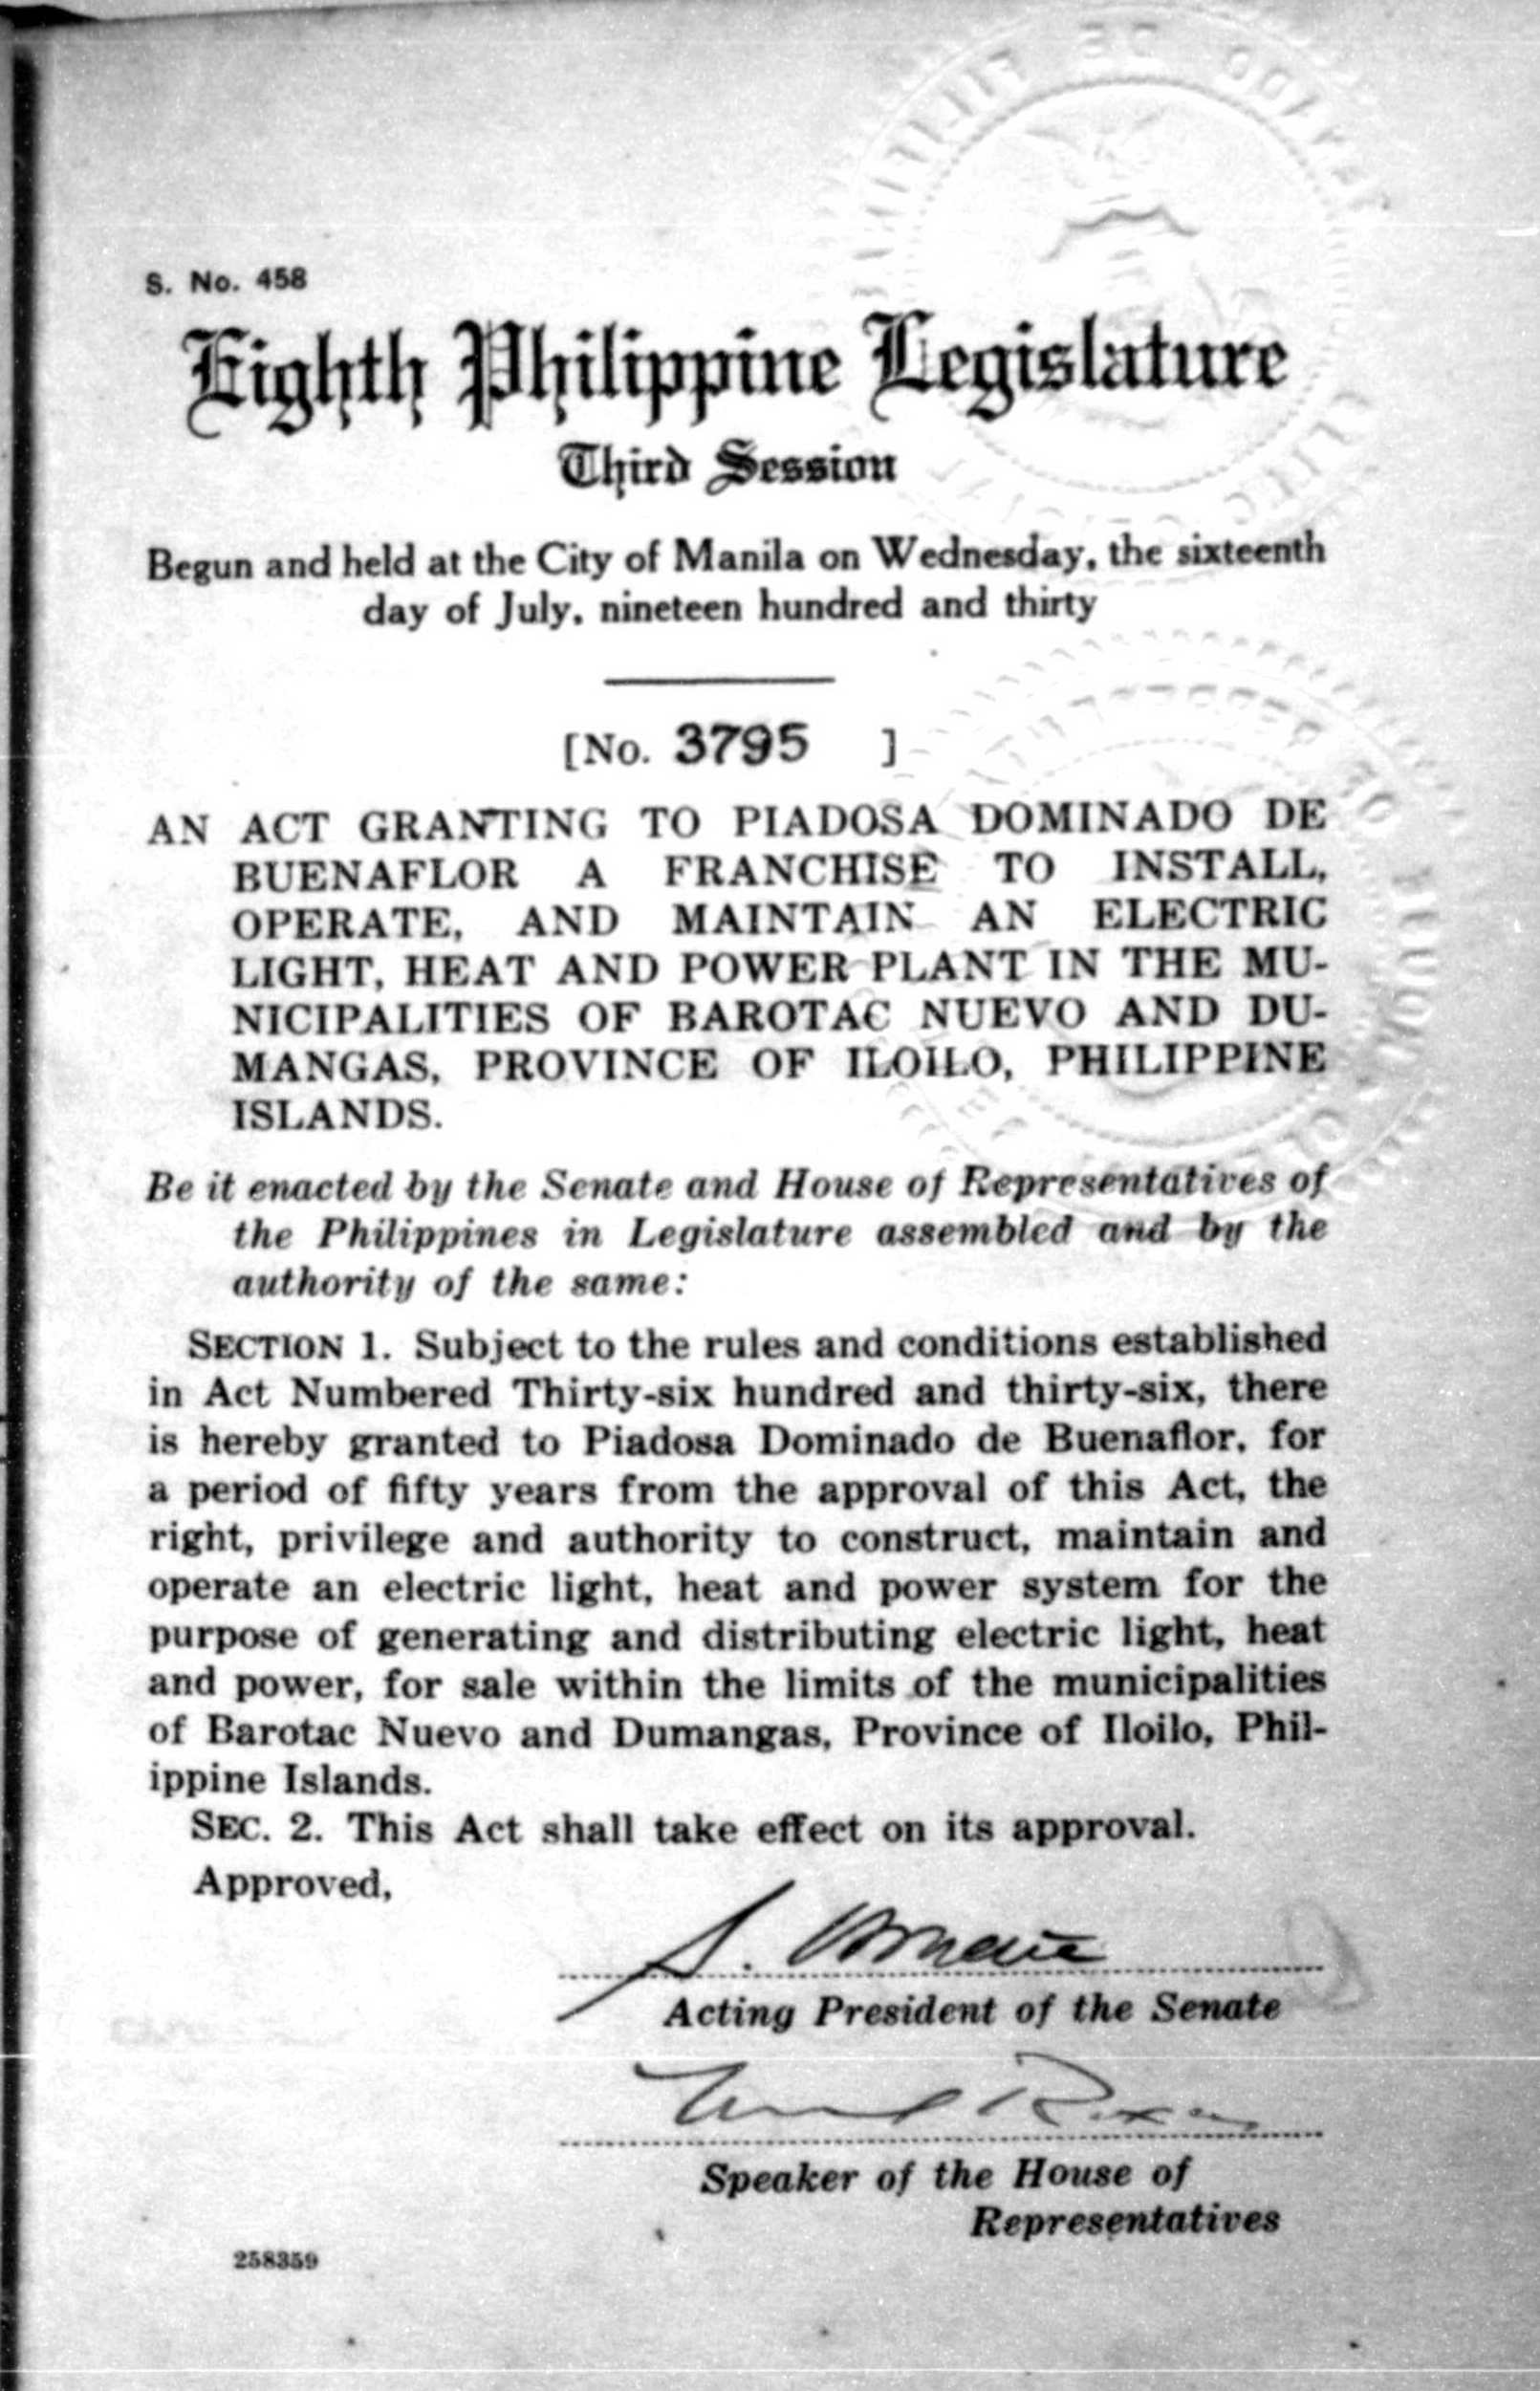 S. No. 458
Eighth Philippine Legislature
Third Session
Begun and held at the City of Manila on Wednesday, the sixteenth
day of July, nineteen hundred and thirty
[No. 3795 ]
AN ACT GRANTING TO PIADOSA DOMINADO DE
BUENAFLOR A FRANCHISE TO INSTALL,
OPERATE, AND MAINTAIN AN ELECTRIC
LIGHT, HEAT AND POWER PLANT IN THE MU-
NICIPALITIES OF BAROTAC NUEVO AND DU-
MANGAS, PROVINCE OF ILOILO, PHILIPPINE
ISLANDS.
Be it enacted by the Senate and House of Representatives of
the Philippines in Legislature assembled and by the
authority of the same:
SECTION 1. Subject to the rules and conditions established
in Act Numbered Thirty-six hundred and thirty-six, there
is hereby granted to Piadosa Dominado de Buenaflor, for
a period of fifty years from the approval of this Act, the
right, privilege and authority to construct, maintain and
operate an electric light, heat and power system for the
purpose of generating and distributing electric light, heat
and power, for sale within the limits of the municipalities
of Barotac Nuevo and Dumangas, Province of Iloilo, Phil-
ippine Islands.
SEC. 2. This Act shall take effect on its approval.
Approved,
S.
Acting President of the Senate
Speaker of the House of
Representatives
258359